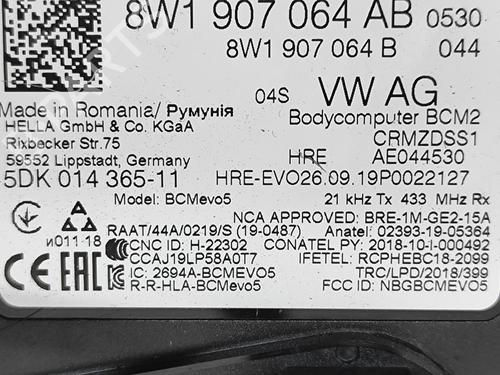 8W1 907 064 AB 0530
8W1 907 064 B 044
04S VW AG
Made in Romania/ Румунія Bodycomputer BCM2
HELLA GmbH & Co. KGaA CRMZDSS1
Rixbecker Str.75 HRE AE044530
59552 Lippstadt, Germany
5DK 014 365-11 HRE-EVO26.09.19P0022127
Model: BCMevo5 21 kHz Tx 433 MHz Rx
NCA APPROVED: BRE-1M-GE2-15A
RAAT/44A/0219/S (19-0487) Anatel: 02393-19-05364
и011 18 CNC ID: H-22302 CONATEL PY: 2018-10-I-000492
CCAJ19LP58A0T7 IFETEL: RCPHEBC18-2099
CE EAC IC: 2694A-BCMEVO5 TRC/LPD/2018/399
R-R-HLA-BCMevo5 FCC ID: NBGBCMEVO5